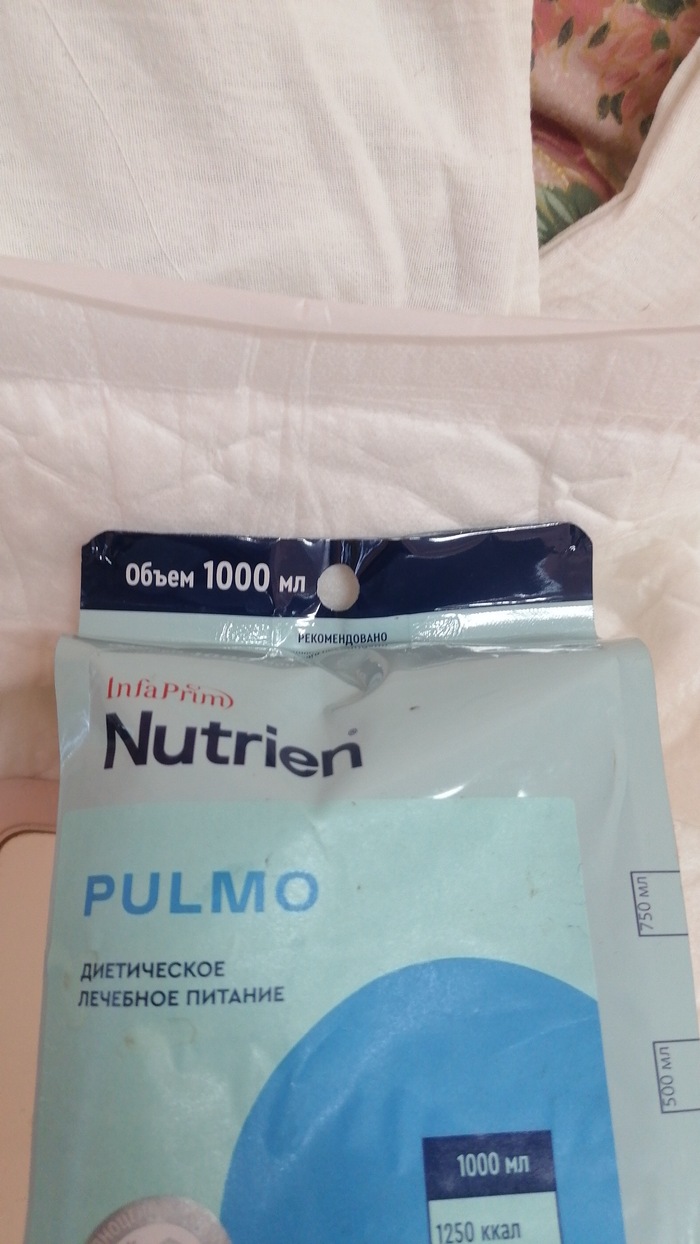 Объем 1000 мл
РЕКОМЕНДОВАНО
InfaPrim
Nutrien
PULMO
ДИЕТИЧЕСКОЕ
ЛЕЧЕБНОЕ ПИТАНИЕ
750 мл
500 мл
1000 мл
1250 ккал